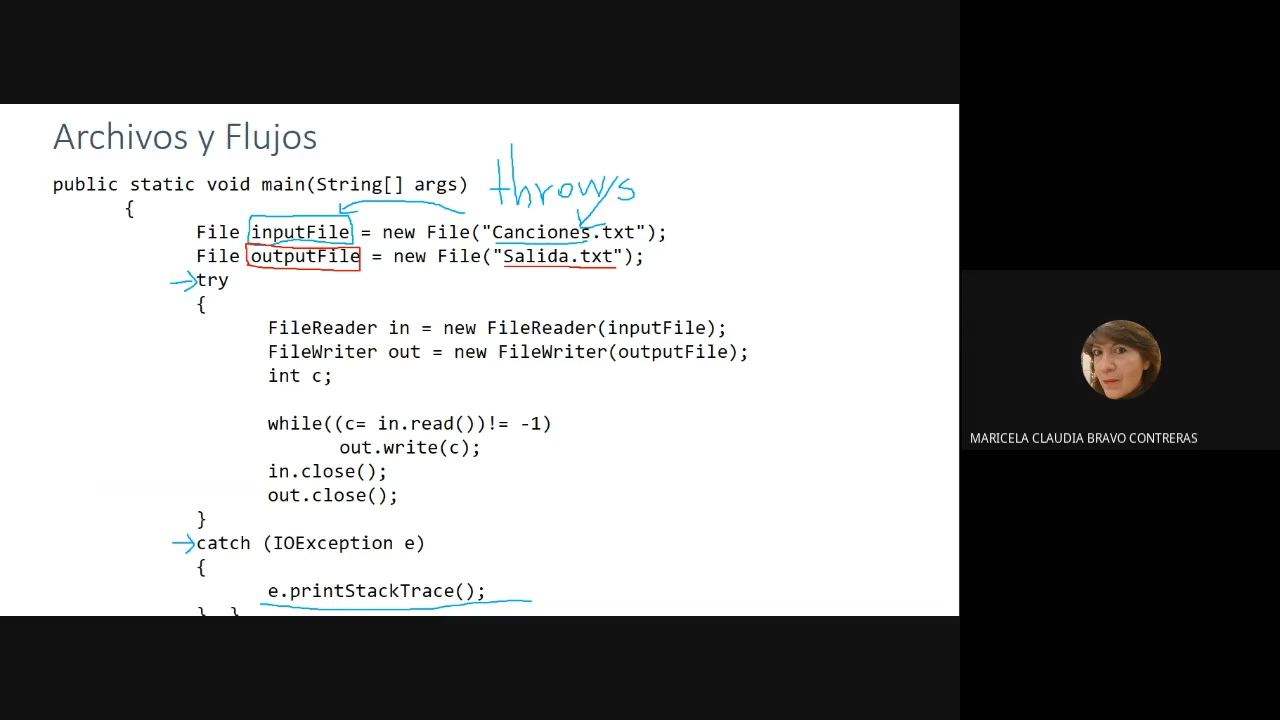 Archivos y Flujos
public static void main(String[] args) throws
{
File inputFile = new File("Canciones.txt");
File outputFile = new File("Salida.txt");
try
{
FileReader in = new FileReader(inputFile);
FileWriter out = new FileWriter(outputFile);
int c;
while((c= in.read())!= -1)
out.write(c);
in.close();
out.close();
}
catch (IOException e)
{
e.printStackTrace();
} }
MARICELA CLAUDIA BRAVO CONTRERAS